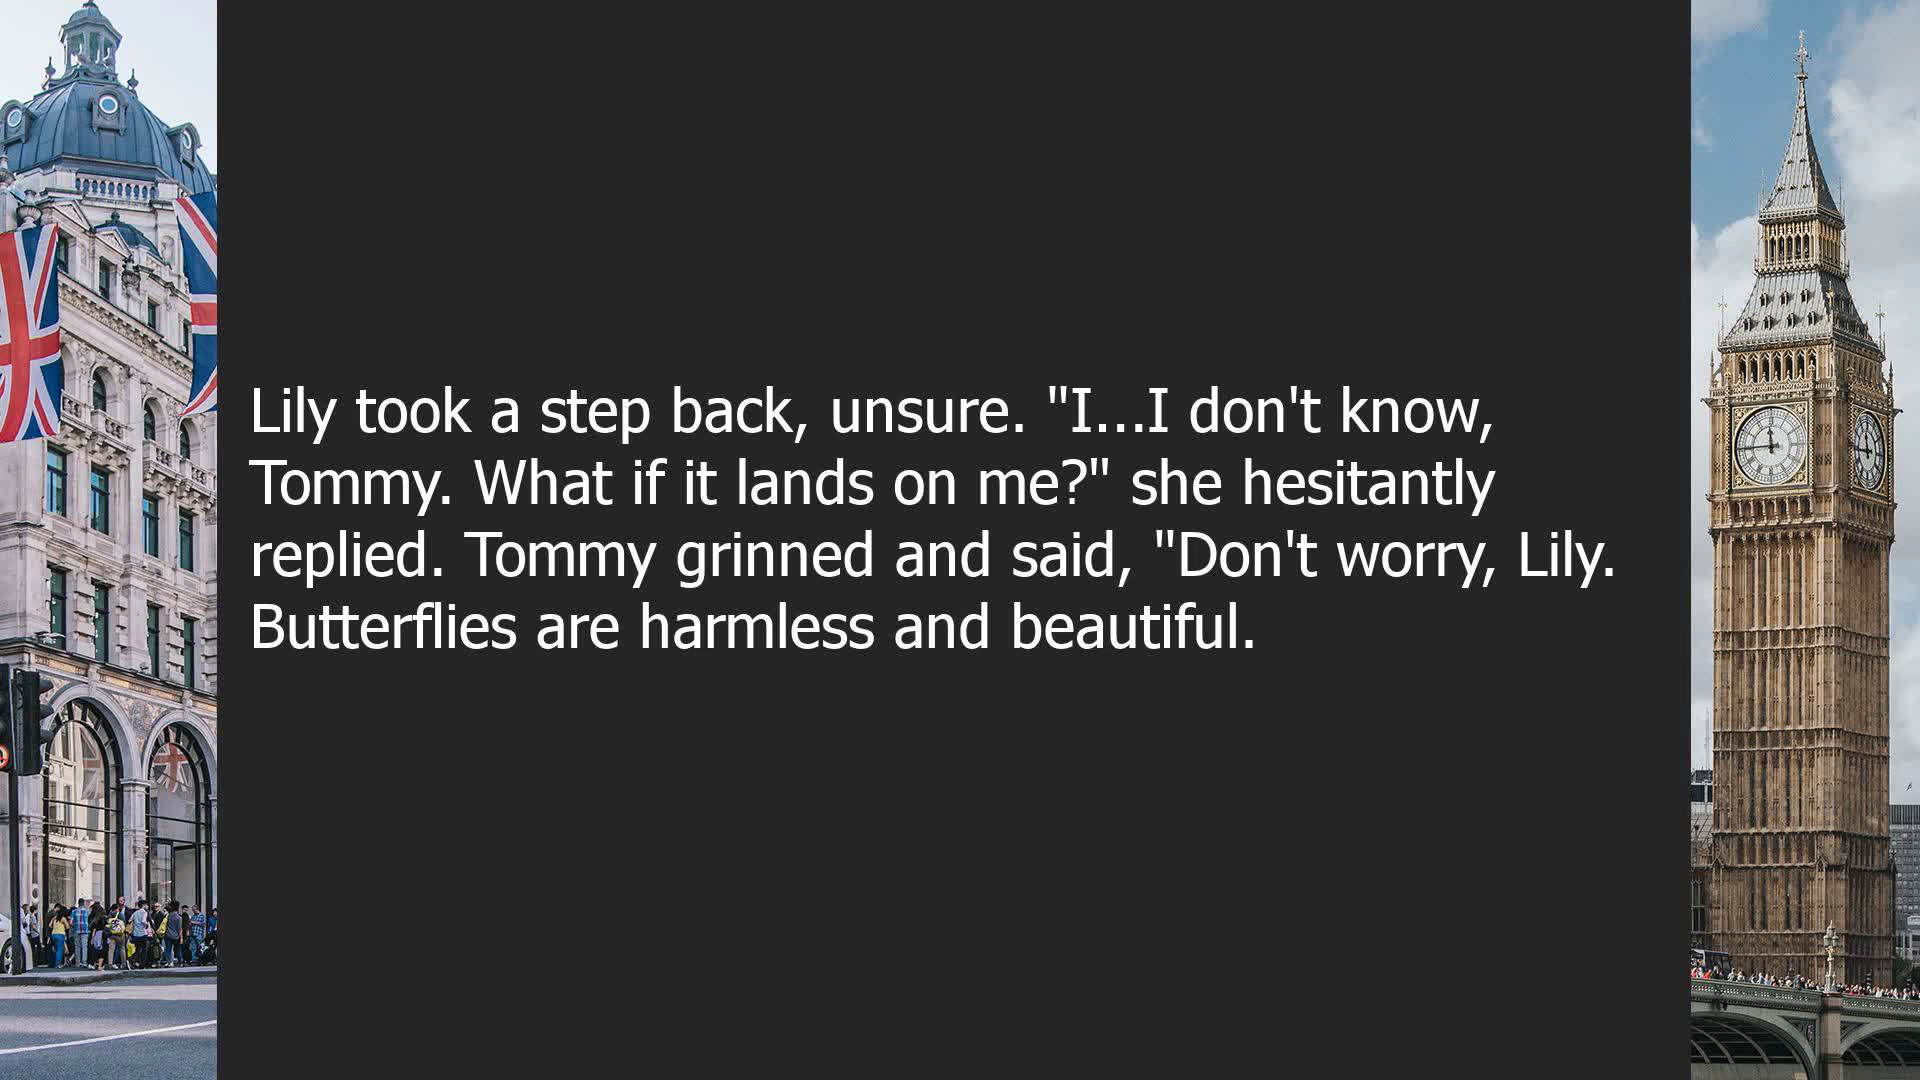 Lily took a step back, unsure. "I...I don't know,
Tommy. What if it lands on me?" she hesitantly
replied. Tommy grinned and said, "Don't worry, Lily.
Butterflies are harmless and beautiful.